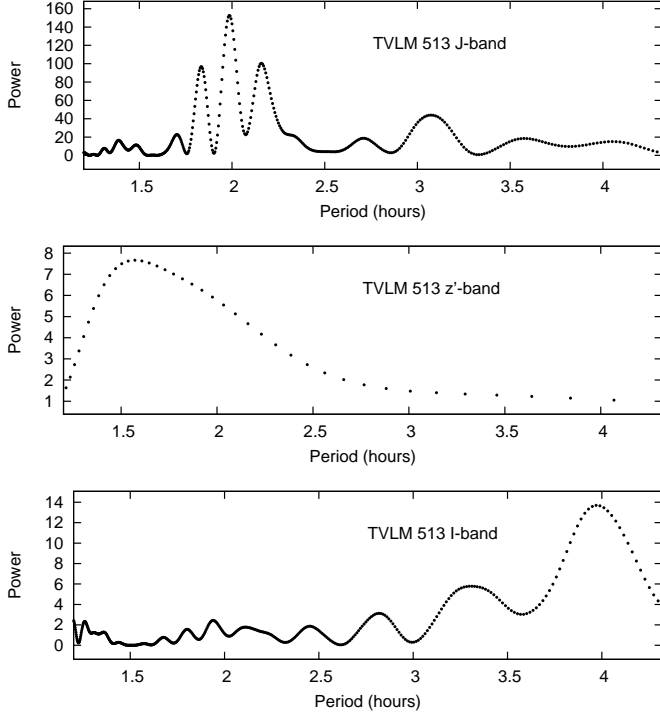 160
140
120
100
80
60
40
20
0
Power
TVLM 513 J-band
1.5 2 2.5 3 3.5 4
Period (hours)
8
7
6
5
4
3
2
1
Power
TVLM 513 z'-band
1.5 2 2.5 3 3.5 4
Period (hours)
14
12
10
8
6
4
2
0
Power
TVLM 513 I-band
1.5 2 2.5 3 3.5 4
Period (hours)